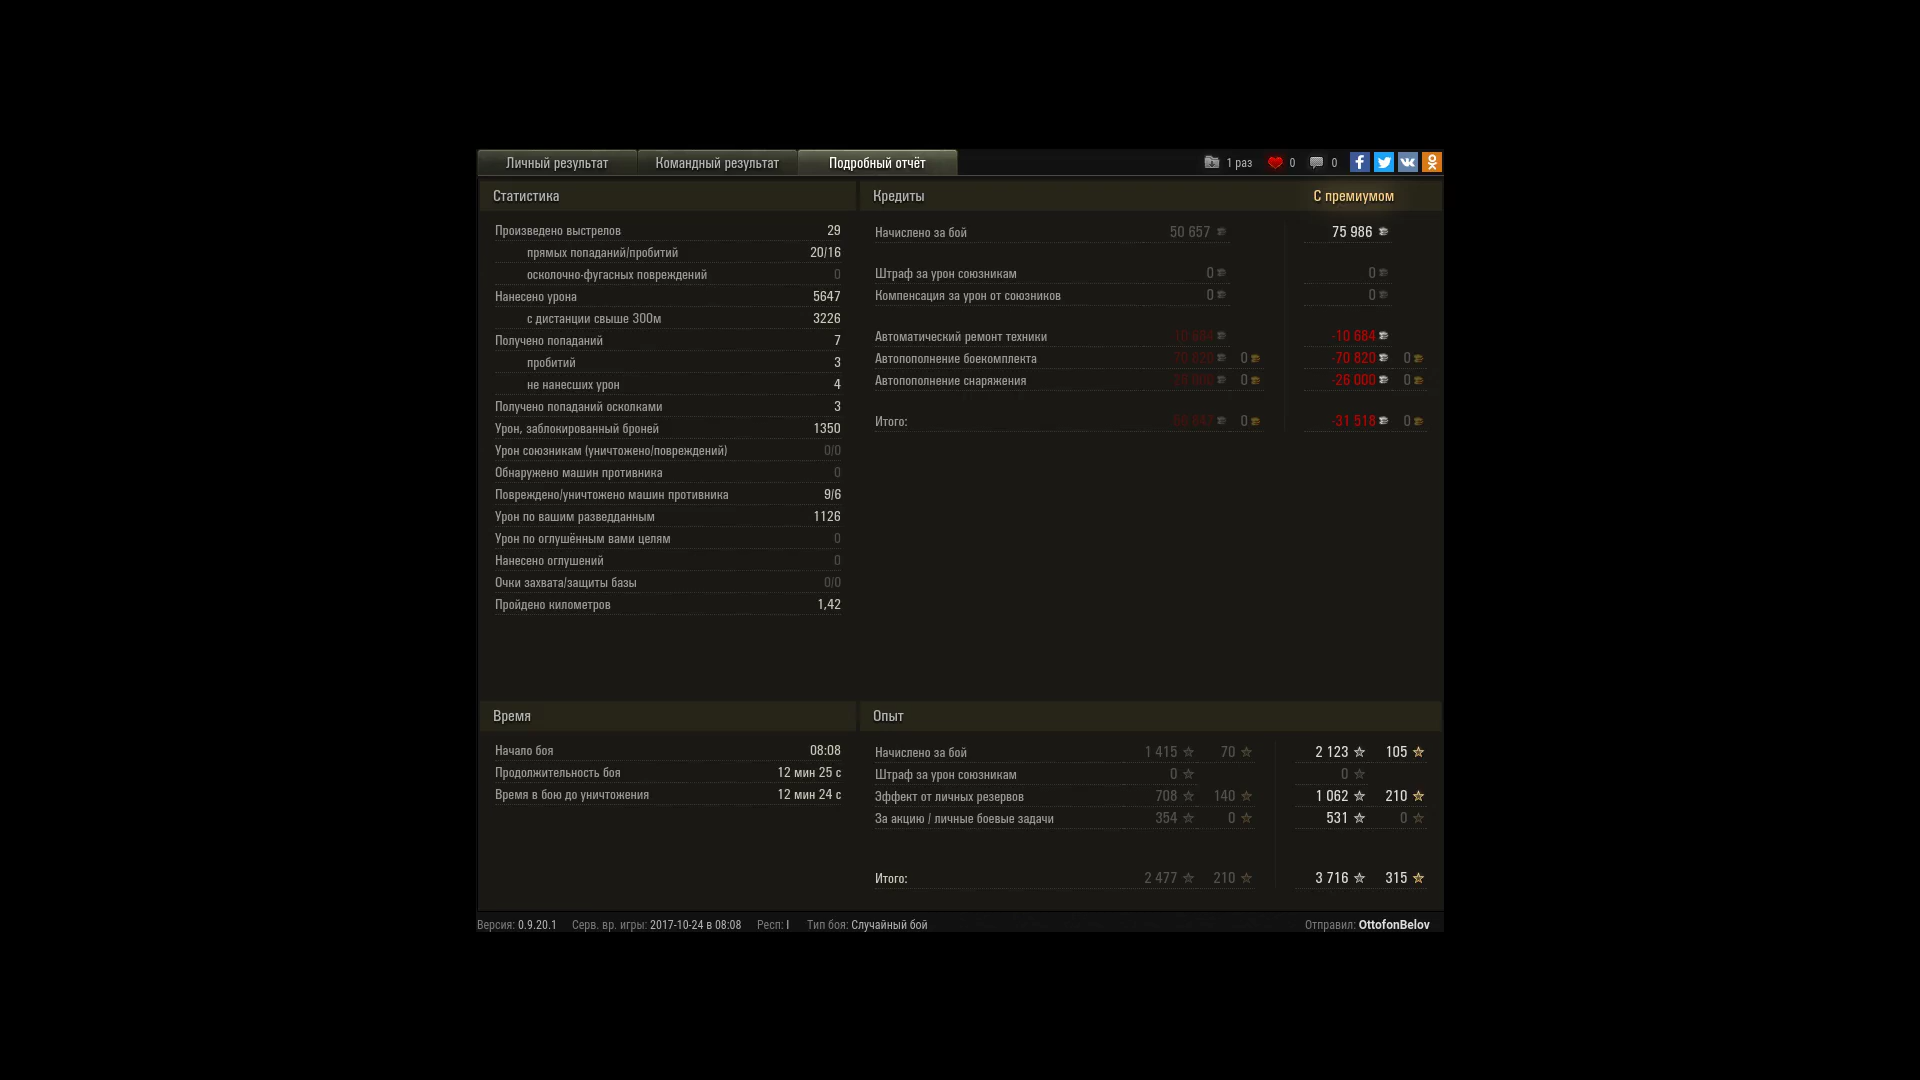 Личный результат Командный результат Подробный отчёт 1 раз 0 0
Статистика
Произведено выстрелов 29
прямых попаданий/пробитий 20/16
осколочно-фугасных повреждений 0
Нанесено урона 5647
с дистанции свыше 300м 3226
Получено попаданий 7
пробитий 3
не нанесших урон 4
Получено попаданий осколками 3
Урон, заблокированный броней 1350
Урон союзникам (уничтожено/повреждений) 0/0
Обнаружено машин противника 0
Повреждено/уничтожено машин противника 9/6
Урон по вашим разведданным 1126
Урон по оглушённым вами целям 0
Нанесено оглушений 0
Очки захвата/защиты базы 0/0
Пройдено километров 1,42
Кредиты С премиумом
Начислено за бой 50 657 75 986
Штраф за урон союзникам 0 0
Компенсация за урон от союзников 0 0
Автоматический ремонт техники -10 684
Автопополнение боекомплекта 0 -70 820 0
Автопополнение снаряжения 0 -26 000 0
Итого: 0 -31 518 0
Время
Начало боя 08:08
Продолжительность боя 12 мин 25 с
Время в бою до уничтожения 12 мин 24 с
Опыт
Начислено за бой 1 415 70 2 123 105
Штраф за урон союзникам 0 0
Эффект от личных резервов 708 140 1 062 210
За акцию / личные боевые задачи 354 0 531 0
Итого: 2 477 210 3 716 315
Версия: 0.9.20.1 Серв. вр. игры: 2017-10-24 в 08:08 Респ: I Тип боя: Случайный бой Отправил: OttofonBelov